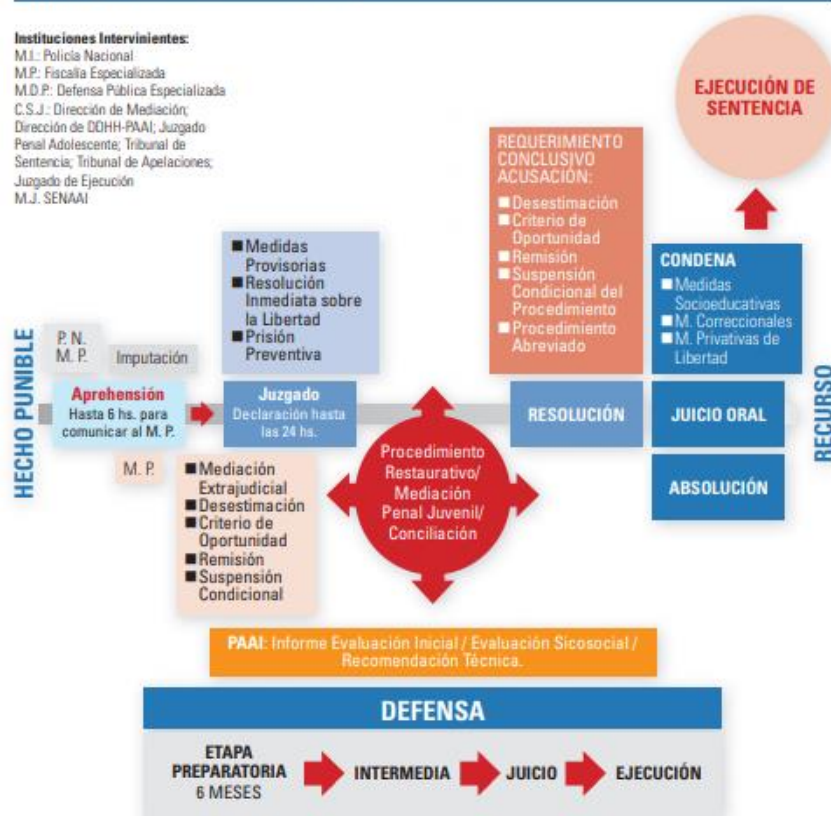 Instituciones Intervinientes:
M.I.: Policía Nacional
M.P.: Fiscalía Especializada
M.D.P.: Defensa Pública Especializada
C.S.J.: Dirección de Mediación;
Dirección de DDHH-PAAI; Juzgado
Penal Adolescente; Tribunal de
Sentencia; Tribunal de Apelaciones;
Juzgado de Ejecución
M.J. SENAAI
EJECUCIÓN DE
SENTENCIA
REQUERIMIENTO
CONCLUSIVO
ACUSACIÓN:
■ Desestimación
■ Criterio de
Oportunidad
■ Remisión
■ Suspensión
Condicional del
Procedimiento
■ Procedimiento
Abreviado
CONDENA
■ Medidas
Socioeducativas
■ M. Correccionales
■ M. Privativas de
Libertad
■ Medidas
Provisorias
■ Resolución
Inmediata sobre
la Libertad
■ Prisión
Preventiva
HECHO PUNIBLE
P. N.
M. P.
Imputación
Aprehensión
Hasta 6 hs. para
comunicar al M. P.
Juzgado
Declaración hasta
las 24 hs.
RESOLUCIÓN
JUICIO ORAL
RECURSO
M. P.
■ Mediación
Extrajudicial
■ Desestimación
■ Criterio de
Oportunidad
■ Remisión
■ Suspensión
Condicional
Procedimiento
Restaurativo/
Mediación
Penal Juvenil/
Conciliación
ABSOLUCIÓN
PAAI: Informe Evaluación Inicial / Evaluación Sicosocial /
Recomendación Técnica.
DEFENSA
ETAPA
PREPARATORIA
6 MESES
INTERMEDIA
JUICIO
EJECUCIÓN